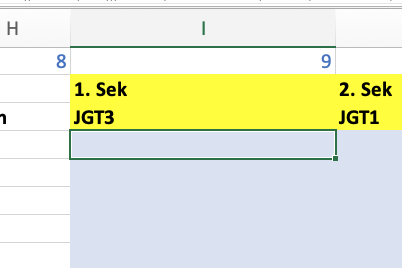 H I
8 9
1. Sek 2. Sek
JGT3 JGT1